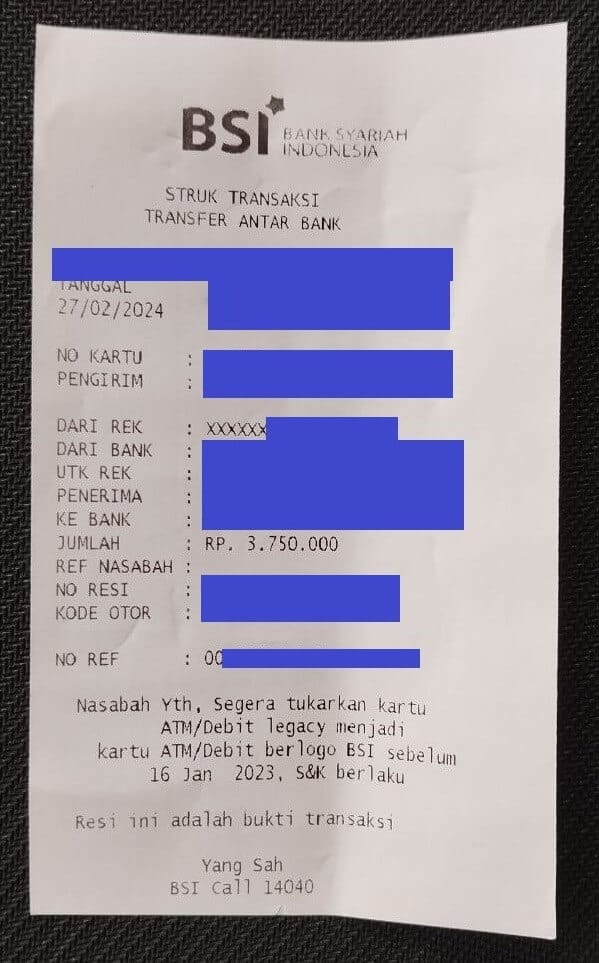 BSI BANK SYARIAH
INDONESIA
STRUK TRANSAKSI
TRANSFER ANTAR BANK
TANGGAL
27/02/2024
NO KARTU :
PENGIRIM :
DARI REK : XXXXXX
DARI BANK :
UTK REK :
PENERIMA :
KE BANK :
JUMLAH : RP. 3.750.000
REF NASABAH :
NO RESI :
KODE OTOR :
NO REF : 00
Nasabah Yth, Segera tukarkan kartu
ATM/Debit legacy menjadi
kartu ATM/Debit berlogo BSI sebelum
16 Jan 2023, S&K berlaku
Resi ini adalah bukti transaksi
Yang Sah
BSI Call 14040